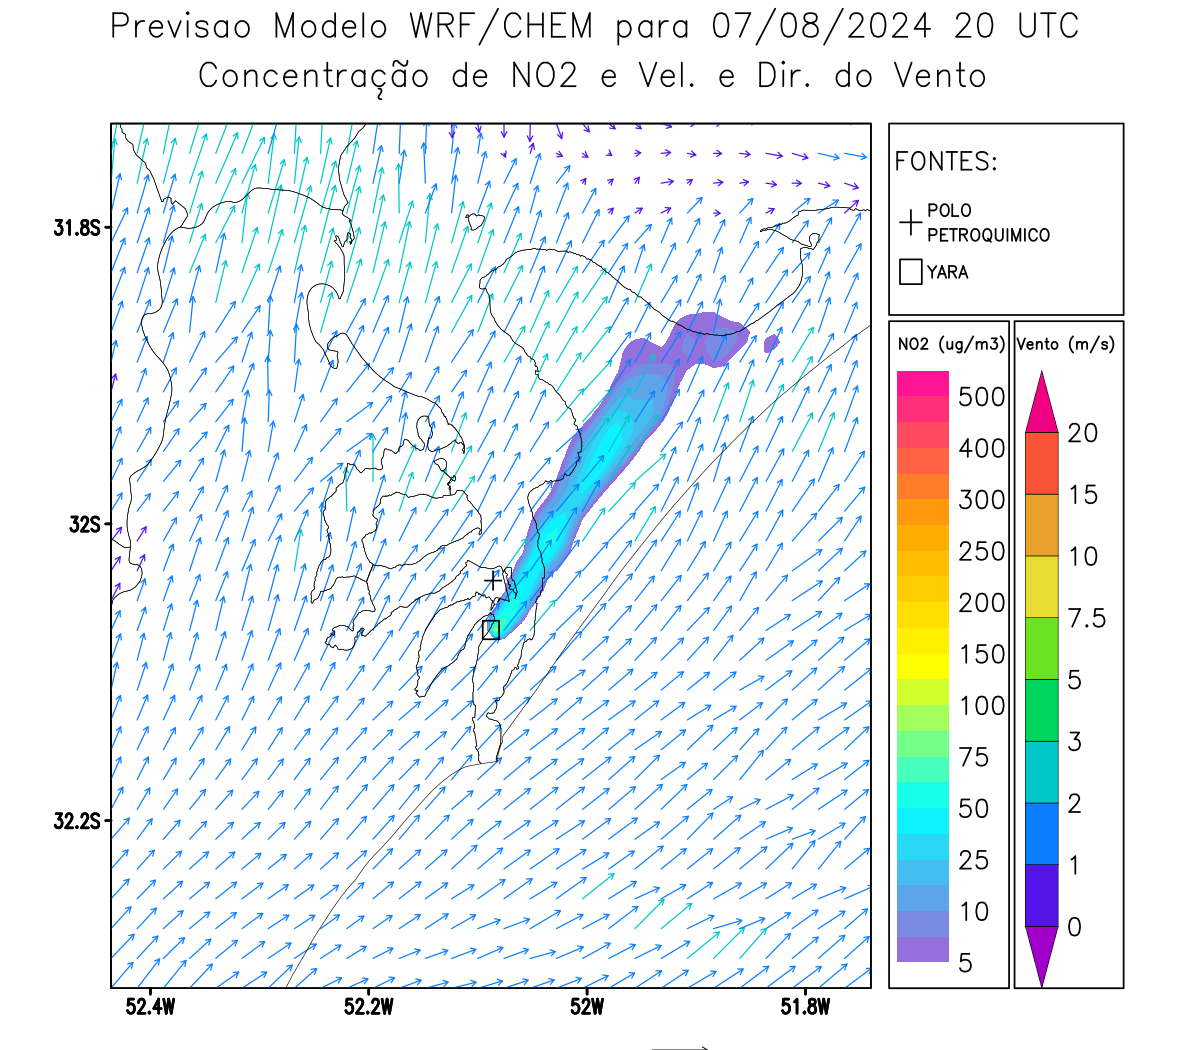 Previsao Modelo WRF/CHEM para 07/08/2024 20 UTC
Concentração de NO2 e Vel. e Dir. do Vento
FONTES:
POLO
PETROQUIMICO
YARA
NO2 (ug/m3)
500
400
300
250
200
150
100
75
50
25
10
5
Vento (m/s)
20
15
10
7.5
5
3
2
1
0
31.8S
32S
32.2S
52.4W
52.2W
52W
51.8W